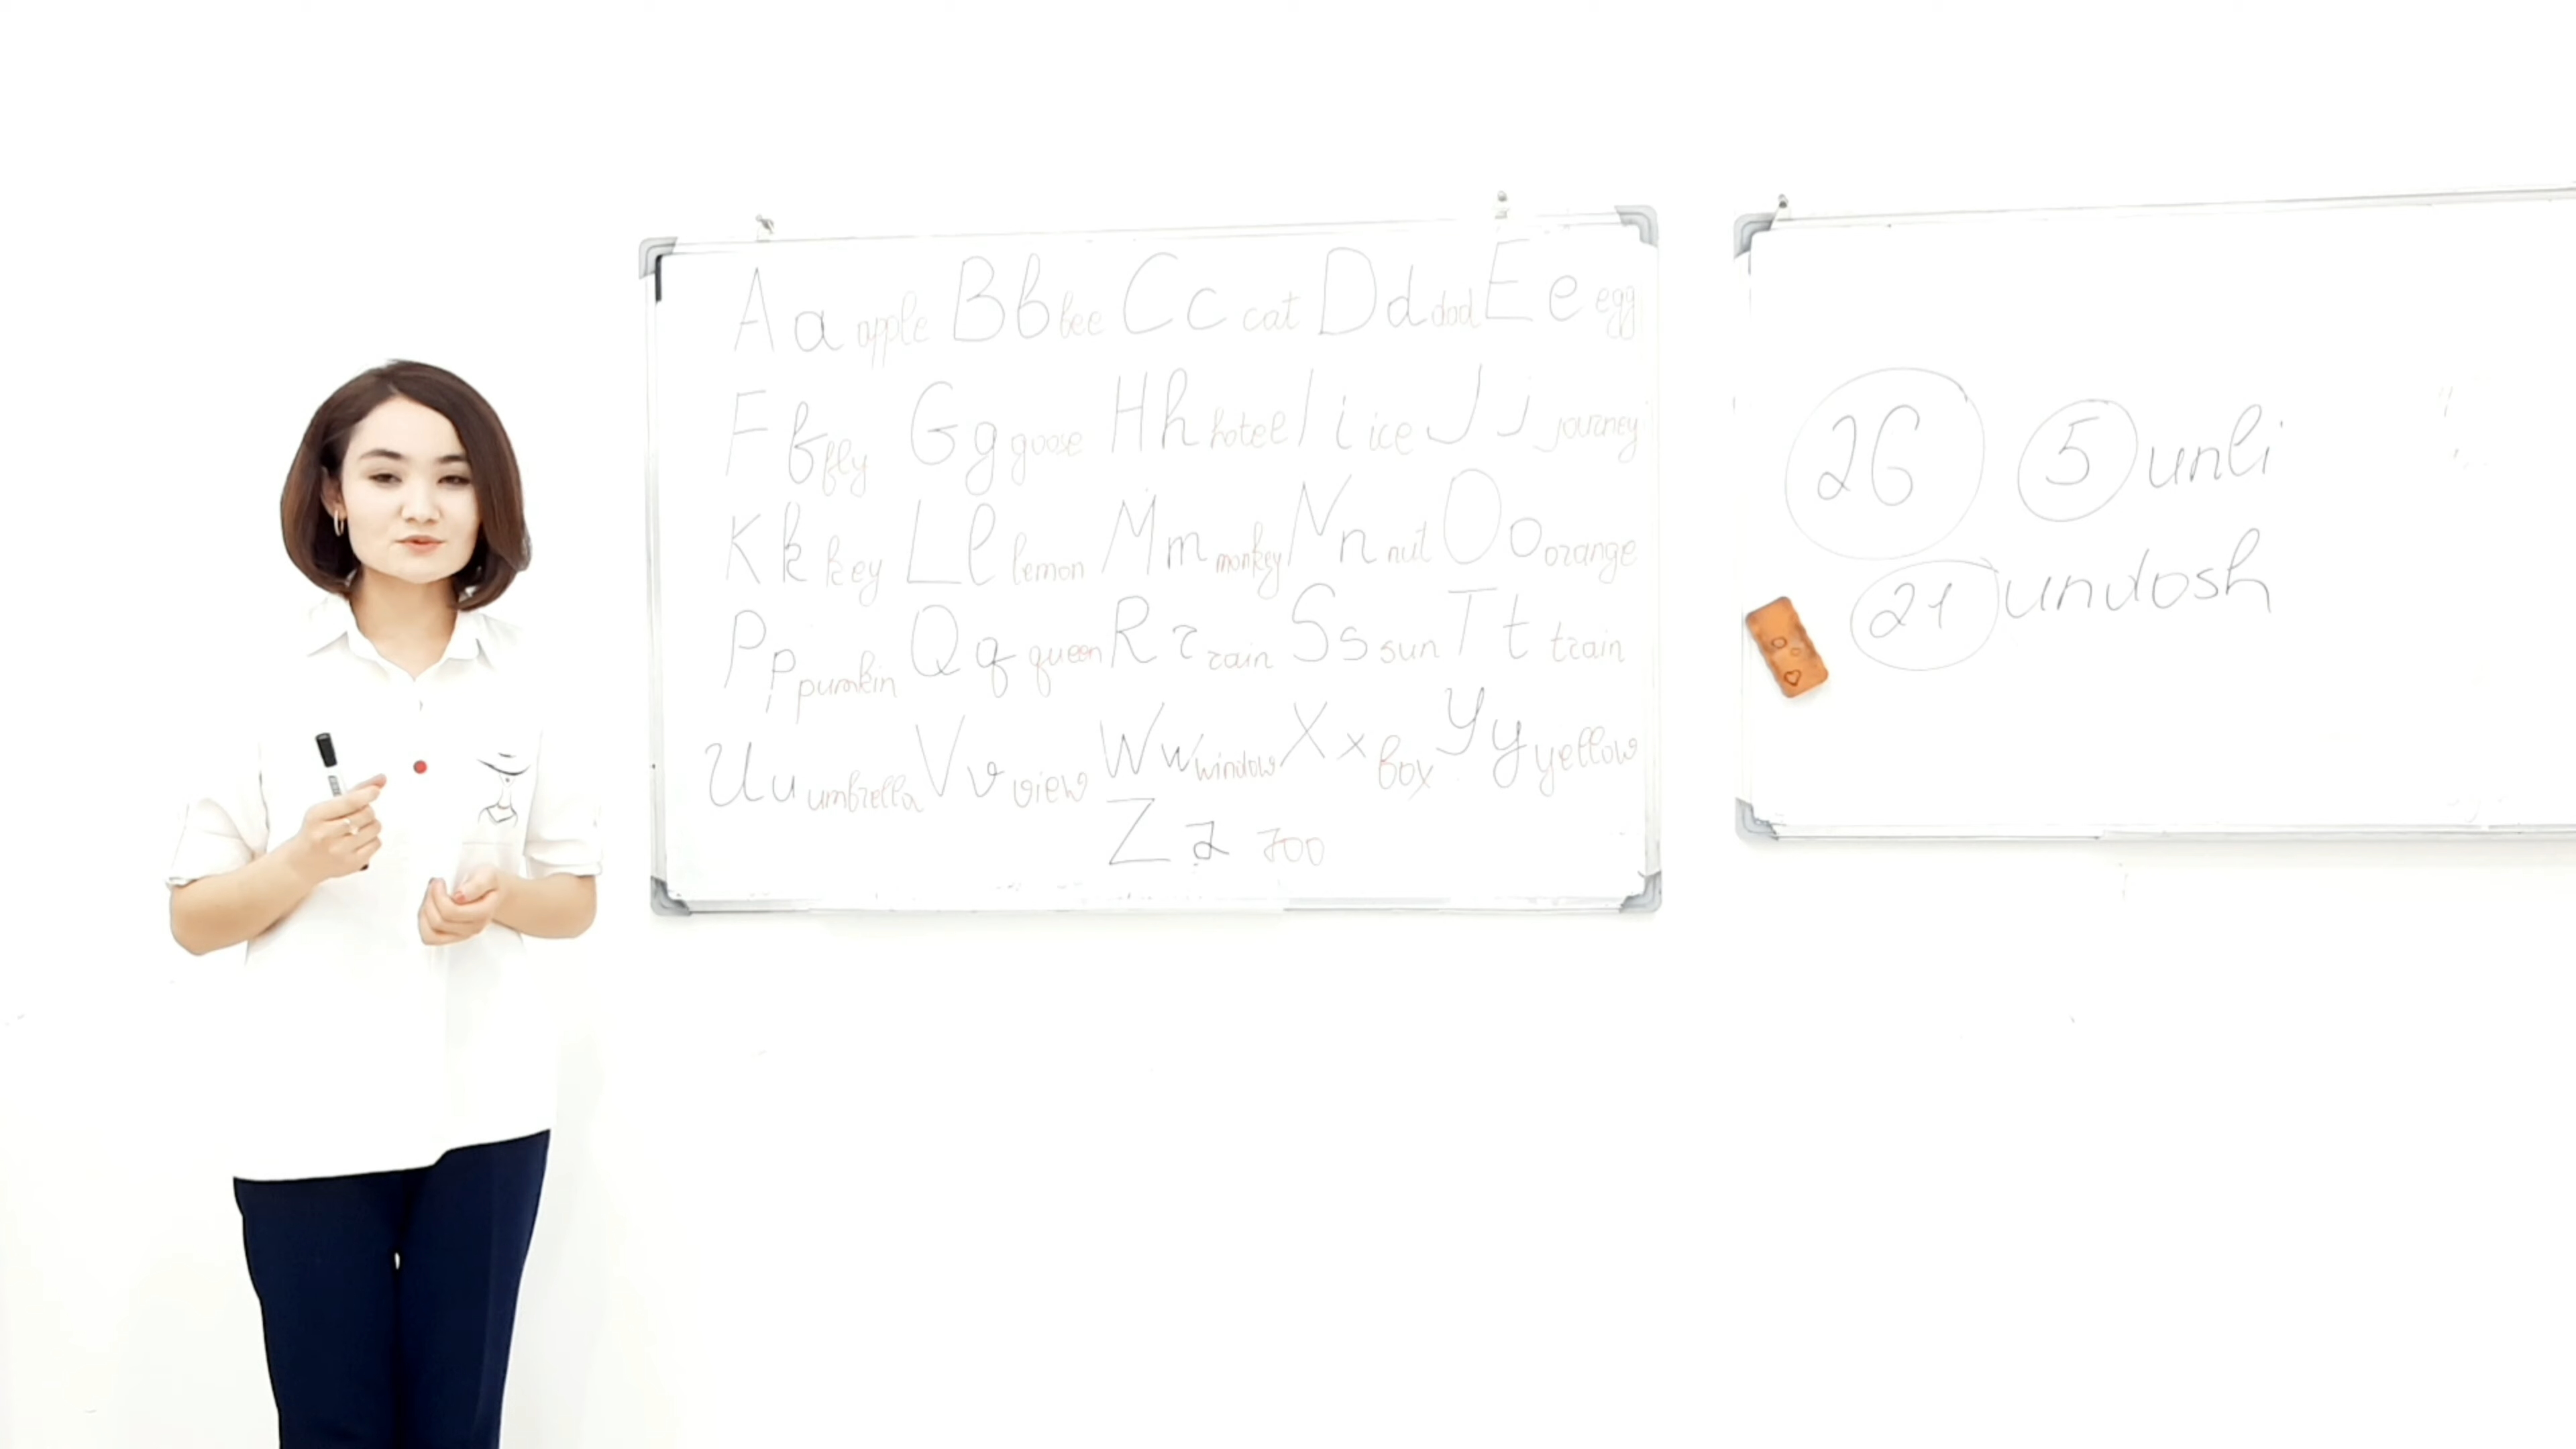 A a apple B b bee C c cat D d dad E e egg
F f fly G g goose H h hotel I i ice J j journey
K k key L l lemon M m monkey N n nut O o orange
P p pumkin Q q queen R r rain S s sun T t train
U u umbrella V v view W w window X x box Y y yellow
Z z zoo
26 5 unli
21 undosh